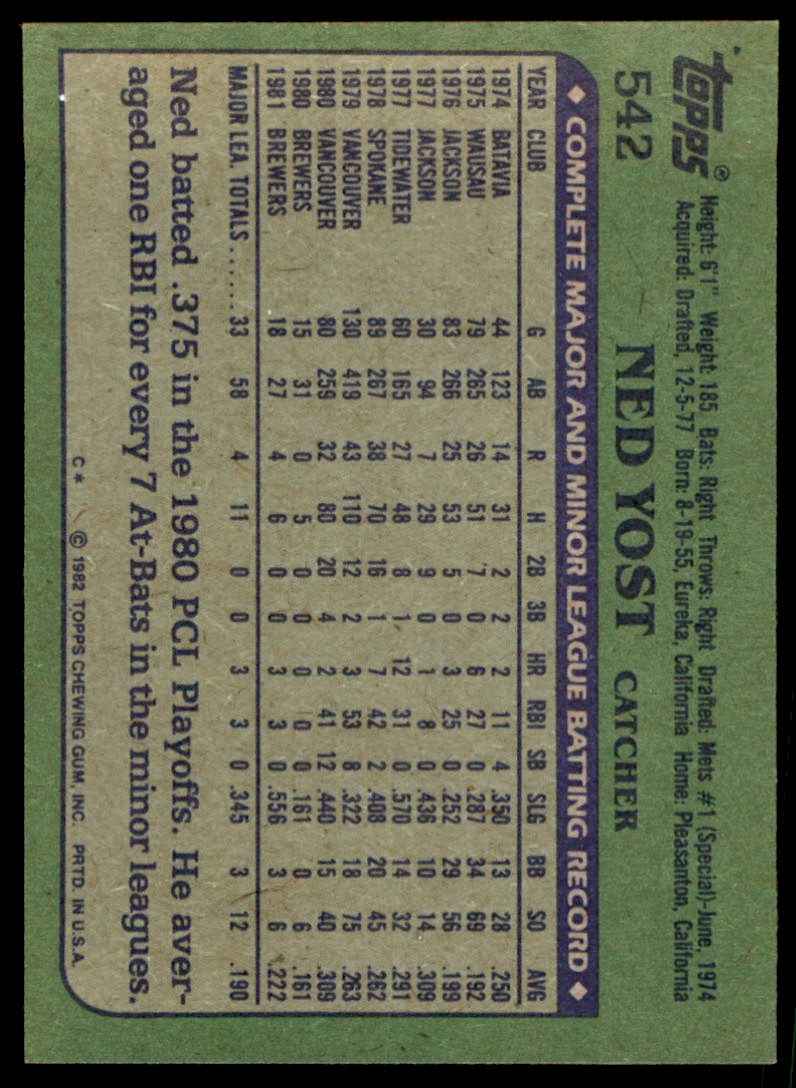 topps®
Height: 6'1" Weight: 185 Bats: Right Throws: Right Drafted: Mets #1 (Special)-June, 1974
Acquired: Drafted, 12-5-77 Born: 8-19-55, Eureka, California Home: Pleasanton, California
542 NED YOST CATCHER
◆ COMPLETE MAJOR AND MINOR LEAGUE BATTING RECORD ◆
YEAR CLUB G AB R H 2B 3B HR RBI SB SLG BB SO AVG
1974 BATAVIA 44 123 14 31 2 2 2 11 4 .350 13 28 .250
1975 WAUSAU 79 265 26 51 7 0 6 27 0 .287 34 69 .192
1976 JACKSON 83 266 25 53 5 0 3 25 0 .252 29 56 .199
1977 JACKSON 30 94 7 29 9 0 1 8 0 .436 10 14 .309
1977 TIDEWATER 60 165 27 48 8 1 12 31 0 .570 14 32 .291
1978 SPOKANE 89 267 38 70 16 1 7 42 2 .408 20 45 .262
1979 VANCOUVER 130 419 43 110 12 2 3 53 8 .322 18 75 .263
1980 VANCOUVER 80 259 32 80 20 4 2 41 12 .440 15 40 .309
1980 BREWERS 15 31 0 5 0 0 0 0 0 .161 0 6 .161
1981 BREWERS 18 27 4 6 0 0 3 3 0 .556 3 6 .222
MAJOR LEA. TOTALS...... 33 58 4 11 0 0 3 3 0 .345 3 12 .190
Ned batted .375 in the 1980 PCL Playoffs. He aver-
aged one RBI for every 7 At-Bats in the minor leagues.
C* © 1982 TOPPS CHEWING GUM, INC. PRTD. IN U.S.A.